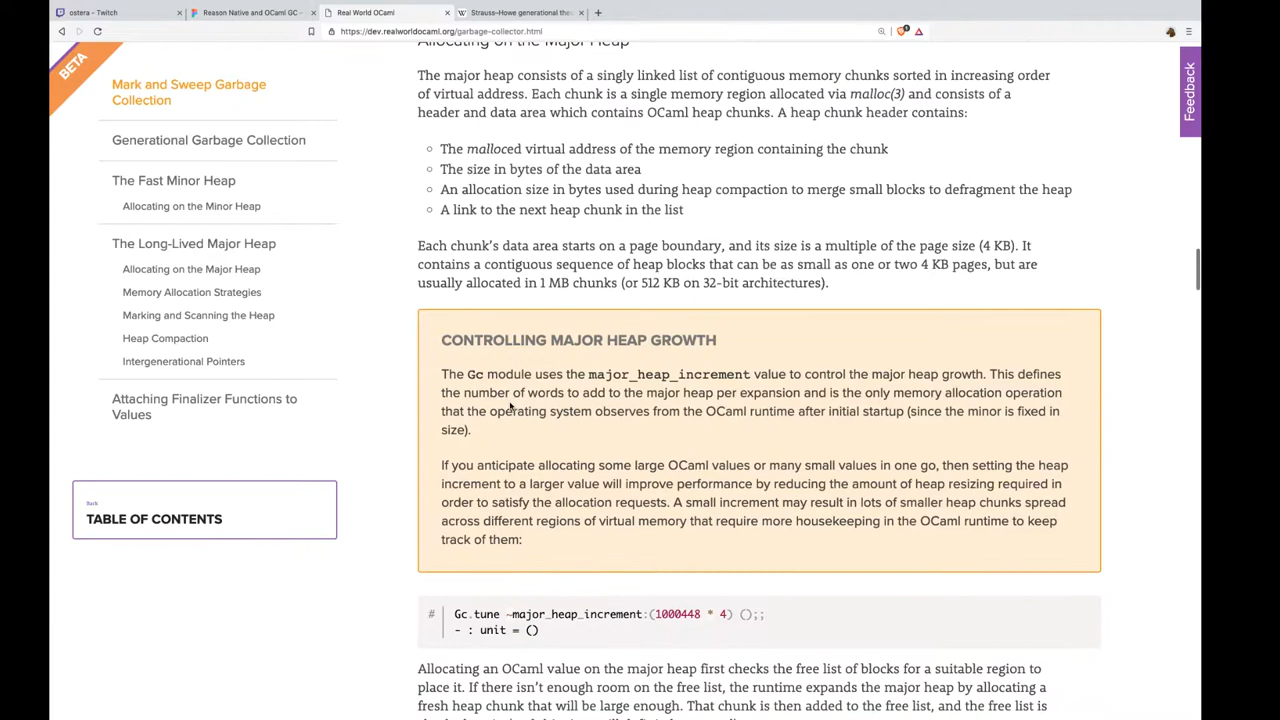 ostera - Twitch
Reason Native and OCaml GC -
Real World OCaml
Strauss–Howe generational the
https://dev.realworldocaml.org/garbage-collector.html
BETA
Mark and Sweep Garbage
Collection
Generational Garbage Collection
The Fast Minor Heap
Allocating on the Minor Heap
The Long-Lived Major Heap
Allocating on the Major Heap
Memory Allocation Strategies
Marking and Scanning the Heap
Heap Compaction
Intergenerational Pointers
Attaching Finalizer Functions to
Values
Back
TABLE OF CONTENTS
Allocating on the Major Heap
The major heap consists of a singly linked list of contiguous memory chunks sorted in increasing order
of virtual address. Each chunk is a single memory region allocated via malloc(3) and consists of a
header and data area which contains OCaml heap chunks. A heap chunk header contains:
The malloced virtual address of the memory region containing the chunk
The size in bytes of the data area
An allocation size in bytes used during heap compaction to merge small blocks to defragment the heap
A link to the next heap chunk in the list
Each chunk's data area starts on a page boundary, and its size is a multiple of the page size (4 KB). It
contains a contiguous sequence of heap blocks that can be as small as one or two 4 KB pages, but are
usually allocated in 1 MB chunks (or 512 KB on 32-bit architectures).
CONTROLLING MAJOR HEAP GROWTH
The Gc module uses the major_heap_increment value to control the major heap growth. This defines
the number of words to add to the major heap per expansion and is the only memory allocation operation
that the operating system observes from the OCaml runtime after initial startup (since the minor is fixed in
size).
If you anticipate allocating some large OCaml values or many small values in one go, then setting the heap
increment to a larger value will improve performance by reducing the amount of heap resizing required in
order to satisfy the allocation requests. A small increment may result in lots of smaller heap chunks spread
across different regions of virtual memory that require more housekeeping in the OCaml runtime to keep
track of them:
# Gc.tune ~major_heap_increment:(1000448 * 4) ();;
- : unit = ()
Allocating an OCaml value on the major heap first checks the free list of blocks for a suitable region to
place it. If there isn't enough room on the free list, the runtime expands the major heap by allocating a
fresh heap chunk that will be large enough. That chunk is then added to the free list, and the free list is
Feedback